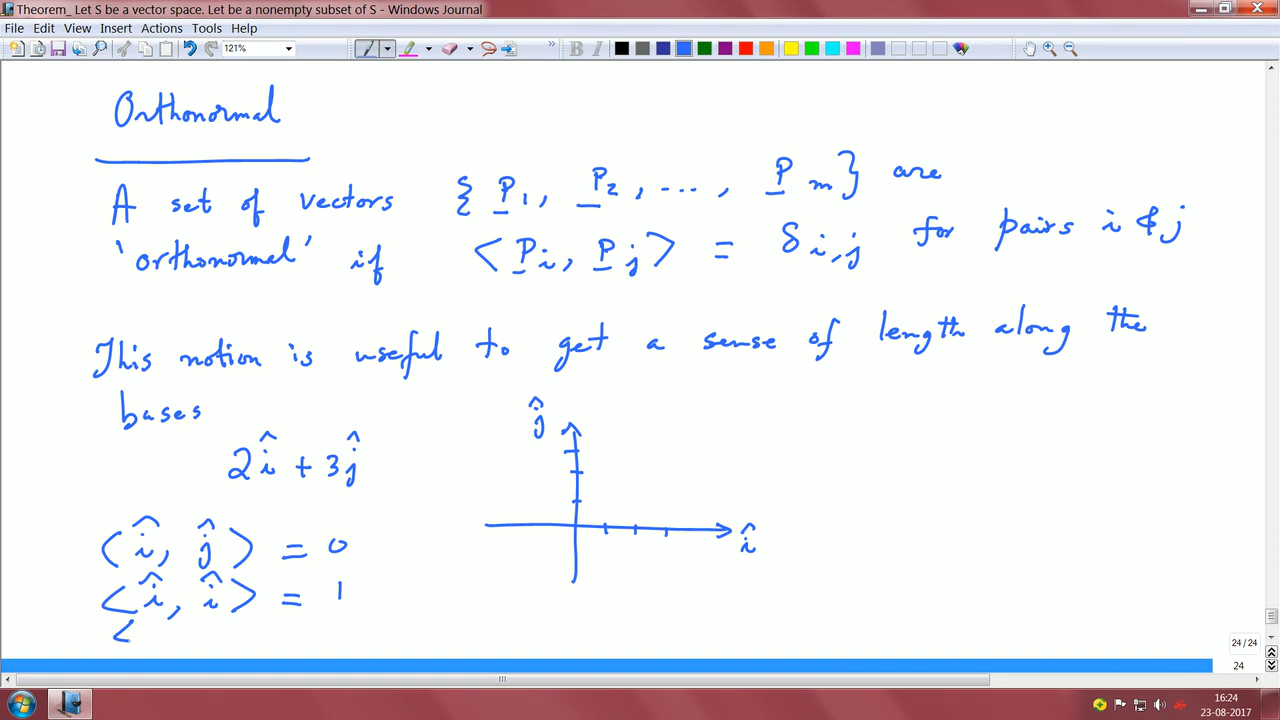 Theorem_ Let S be a vector space. Let be a nonempty subset of S - Windows Journal
File Edit View Insert Actions Tools Help
121%
B I
Orthonormal
A set of vectors { P1, P2, ..., Pm} are
'orthonormal' if < Pi, Pj > = δi,j for pairs i & j
This notion is useful to get a sense of length along the
bases
2î + 3ĵ
ĵ
î
<î, ĵ> = 0
<î, î> = 1
<
24 / 24
24
16:24
23-08-2017